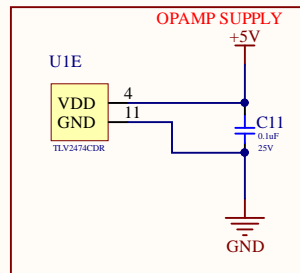 OPAMP SUPPLY
+5V
U1E
4
VDD
11
GND
TLV2474CDR
C11
0.1uF
25V
GND